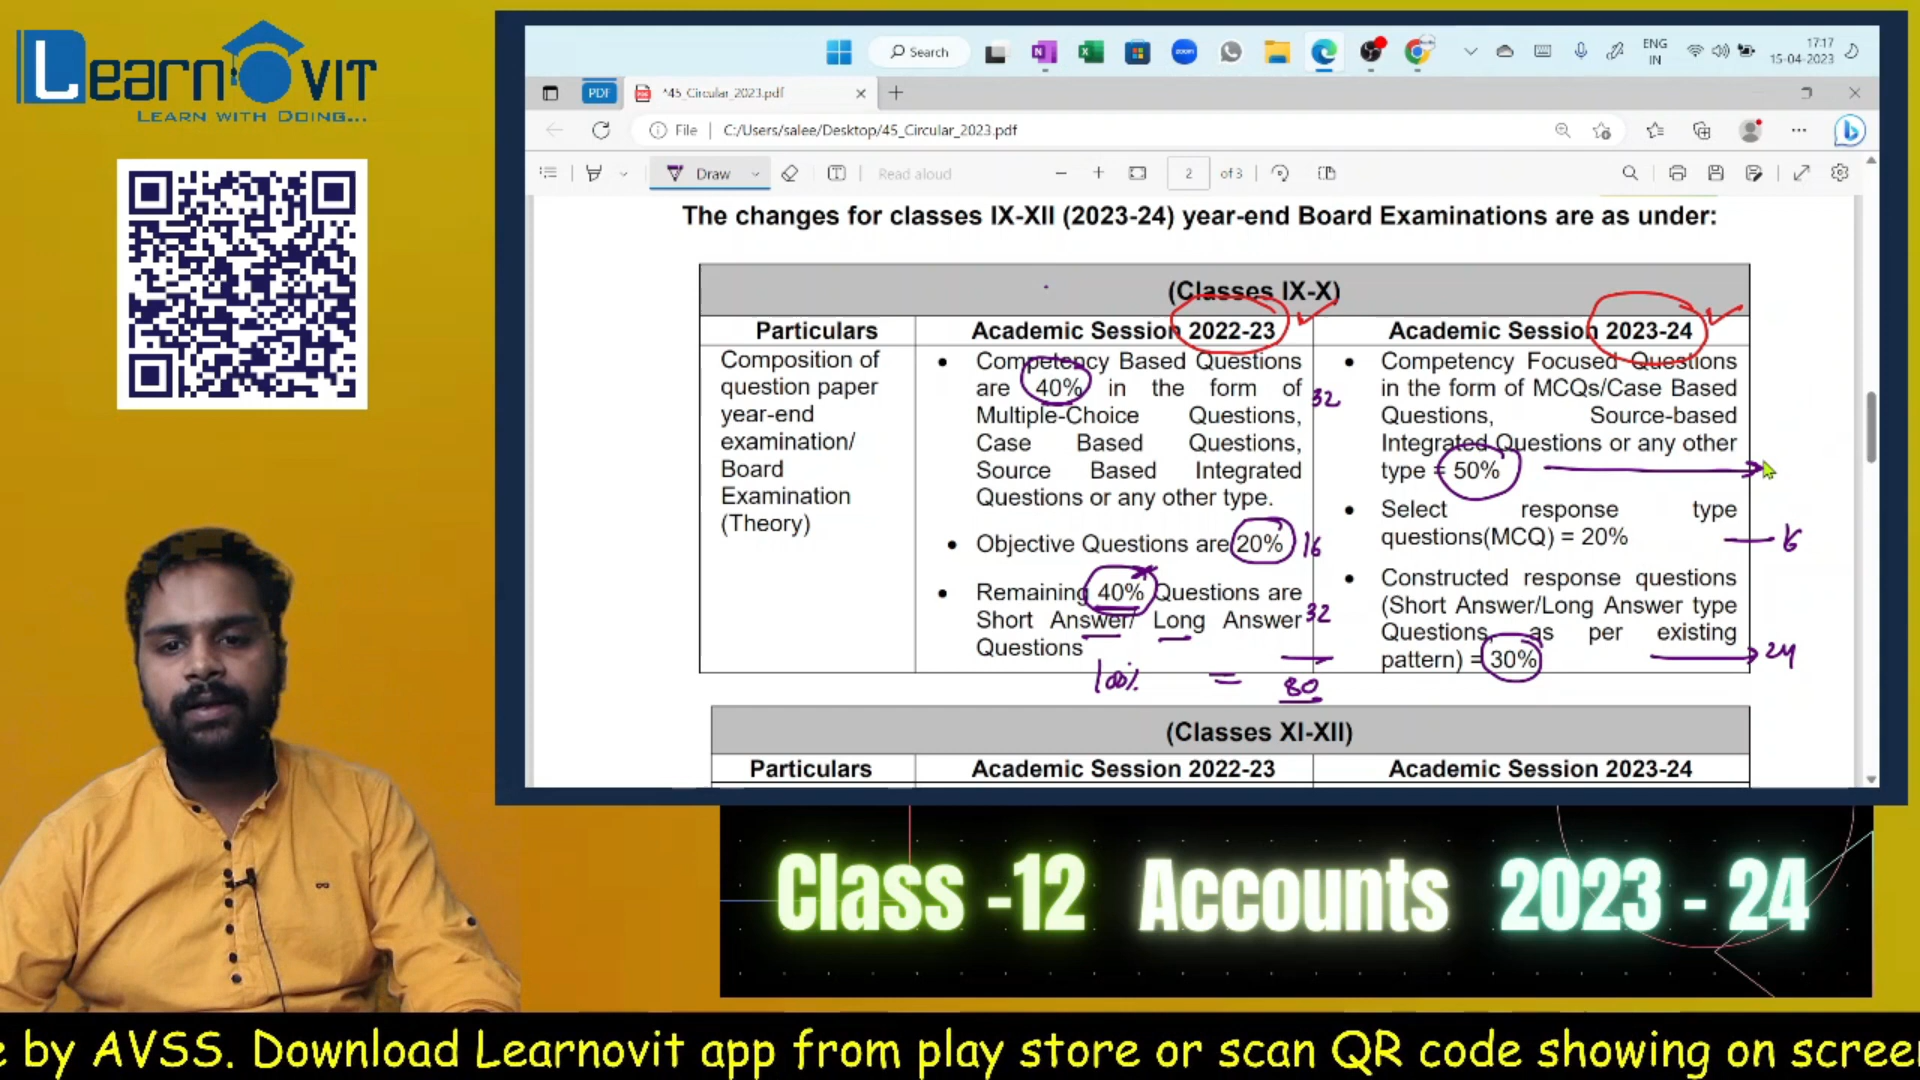 LearnOVIT
LEARN WITH DOING...
Search
ENG
IN
17:17
15-04-2023
PDF
*45_Circular_2023.pdf
File | C:/Users/salee/Desktop/45_Circular_2023.pdf
Draw
Read aloud
2
of 3
The changes for classes IX-XII (2023-24) year-end Board Examinations are as under:
(Classes IX-X)
Particulars
Academic Session 2022-23
Academic Session 2023-24
Composition of
question paper
year-end
examination/
Board
Examination
(Theory)
• Competency Based Questions
are 40% in the form of
Multiple-Choice Questions,
Case Based Questions,
Source Based Integrated
Questions or any other type.
32
• Objective Questions are 20%
16
• Remaining 40% Questions are
Short Answer/ Long Answer
Questions
32
100% = 80
• Competency Focused Questions
in the form of MCQs/Case Based
Questions, Source-based
Integrated Questions or any other
type = 50%
• Select response type
questions(MCQ) = 20%
16
• Constructed response questions
(Short Answer/Long Answer type
Questions, as per existing
pattern) = 30%
24
(Classes XI-XII)
Particulars
Academic Session 2022-23
Academic Session 2023-24
Class -12 Accounts 2023 - 24
by AVSS. Download Learnovit app from play store or scan QR code showing on screen